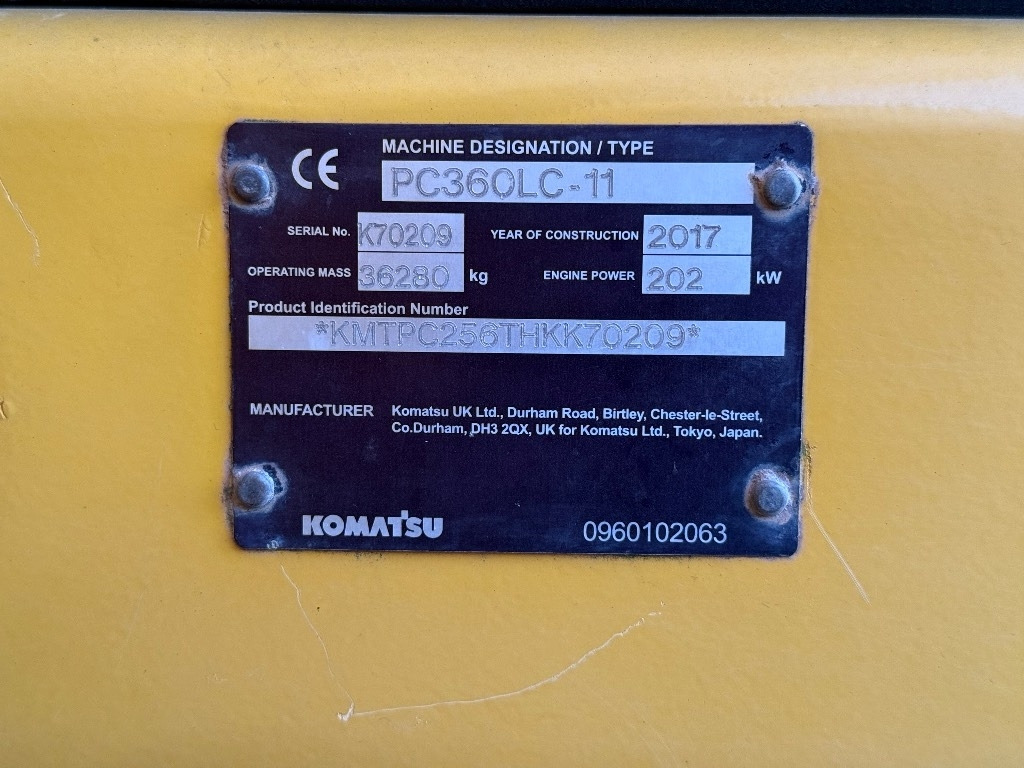 CE
MACHINE DESIGNATION / TYPE
PC360LC-11
SERIAL No. K70209 YEAR OF CONSTRUCTION 2017
OPERATING MASS 36280 kg ENGINE POWER 202 kW
Product Identification Number
*KMTPC256THKK70209*
MANUFACTURER Komatsu UK Ltd., Durham Road, Birtley, Chester-le-Street,
Co.Durham, DH3 2QX, UK for Komatsu Ltd., Tokyo, Japan.
KOMATSU 0960102063